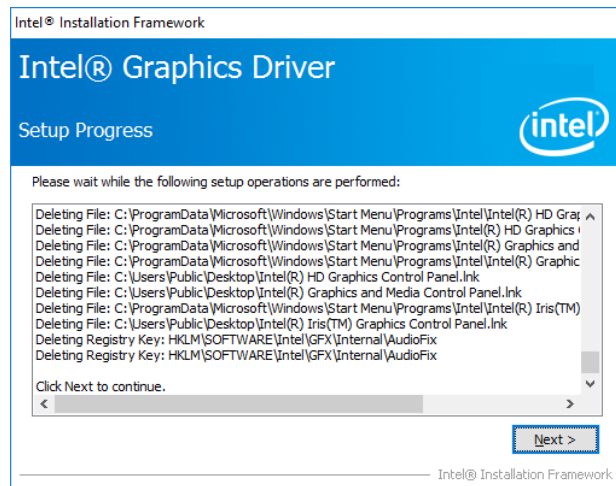 Intel® Installation Framework
Intel® Graphics Driver
Setup Progress
intel
Please wait while the following setup operations are performed:
Deleting File: C:\ProgramData\Microsoft\Windows\Start Menu\Programs\Intel\Intel(R) HD Grap
Deleting File: C:\ProgramData\Microsoft\Windows\Start Menu\Programs\Intel(R) HD Graphics
Deleting File: C:\ProgramData\Microsoft\Windows\Start Menu\Programs\Intel(R) Graphics and
Deleting File: C:\ProgramData\Microsoft\Windows\Start Menu\Programs\Intel\Intel(R) Graphic
Deleting File: C:\Users\Public\Desktop\Intel(R) HD Graphics Control Panel.lnk
Deleting File: C:\Users\Public\Desktop\Intel(R) Graphics and Media Control Panel.lnk
Deleting File: C:\ProgramData\Microsoft\Windows\Start Menu\Programs\Intel\Intel(R) Iris(TM)
Deleting File: C:\Users\Public\Desktop\Intel(R) Iris(TM) Graphics Control Panel.lnk
Deleting Registry Key: HKLM\SOFTWARE\Intel\GFX\Internal\AudioFix
Deleting Registry Key: HKLM\SOFTWARE\Intel\GFX\Internal\AudioFix
Click Next to continue.
Next >
Intel® Installation Framework